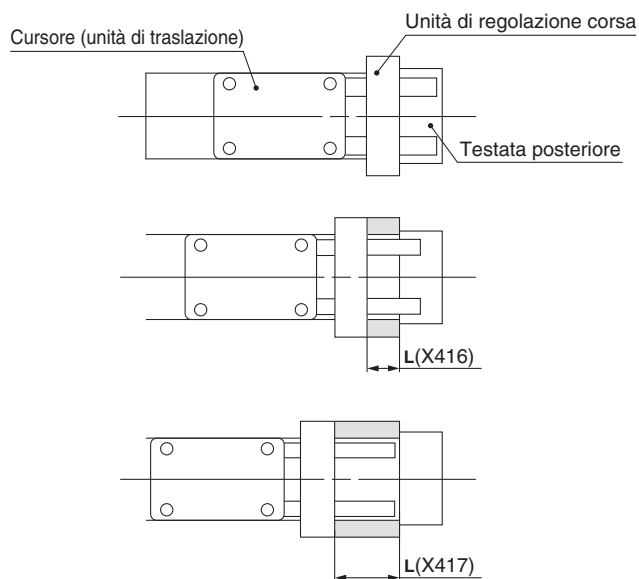 Unità di regolazione corsa
Cursore (unità di traslazione)
Testata posteriore
L(X416)
L(X417)